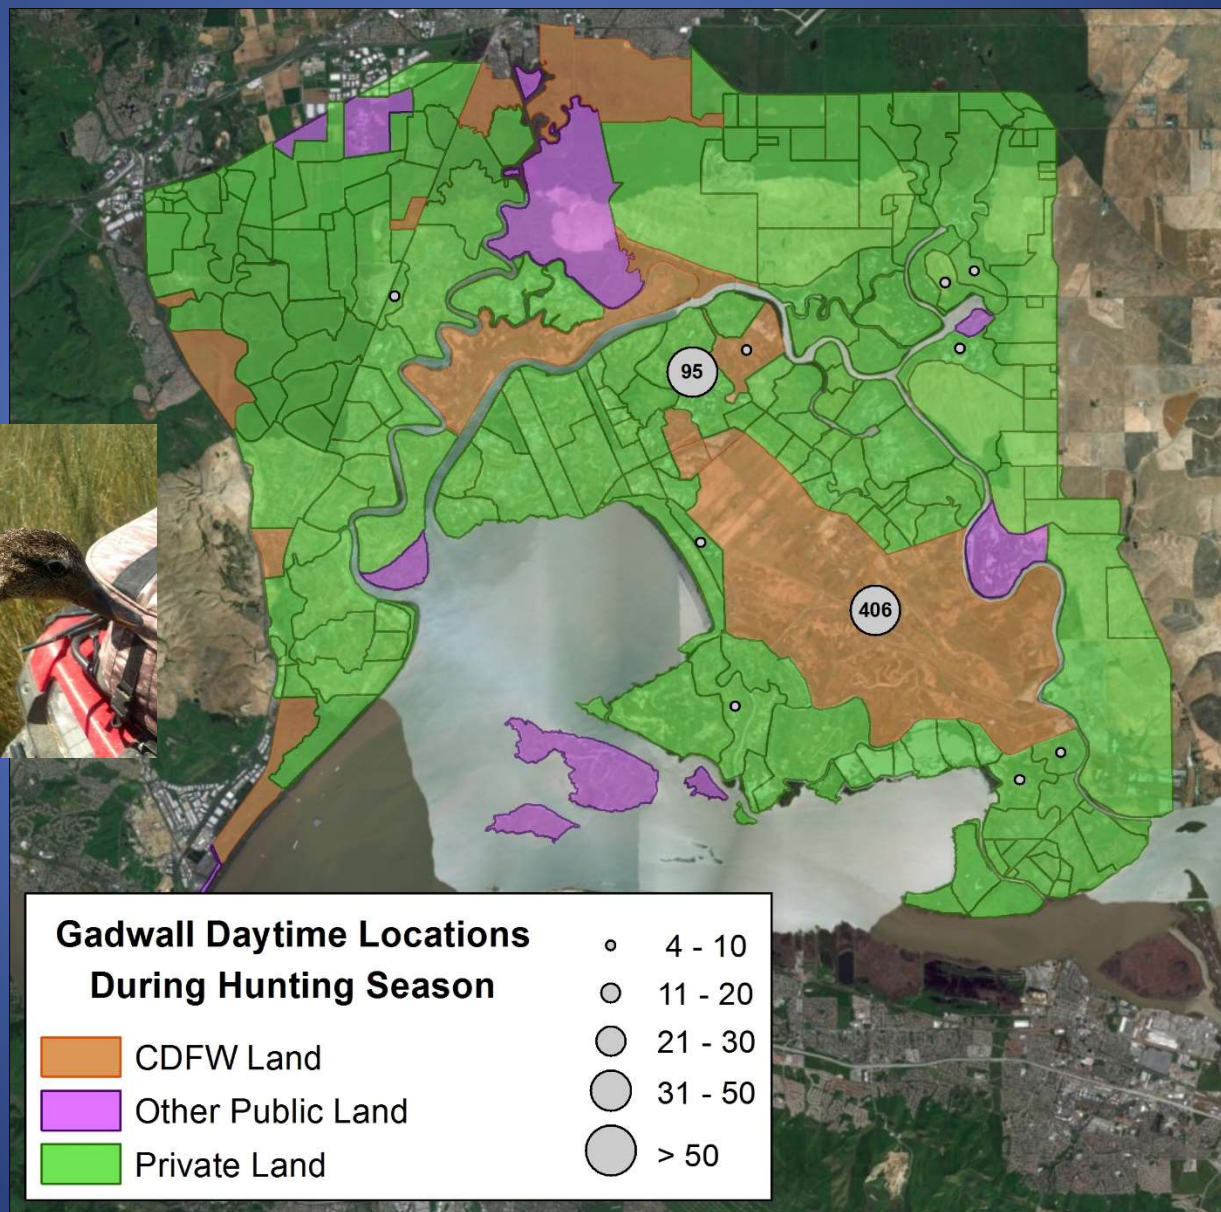 95
406
Gadwall Daytime Locations
During Hunting Season
CDFW Land
Other Public Land
Private Land
4 - 10
11 - 20
21 - 30
31 - 50
> 50